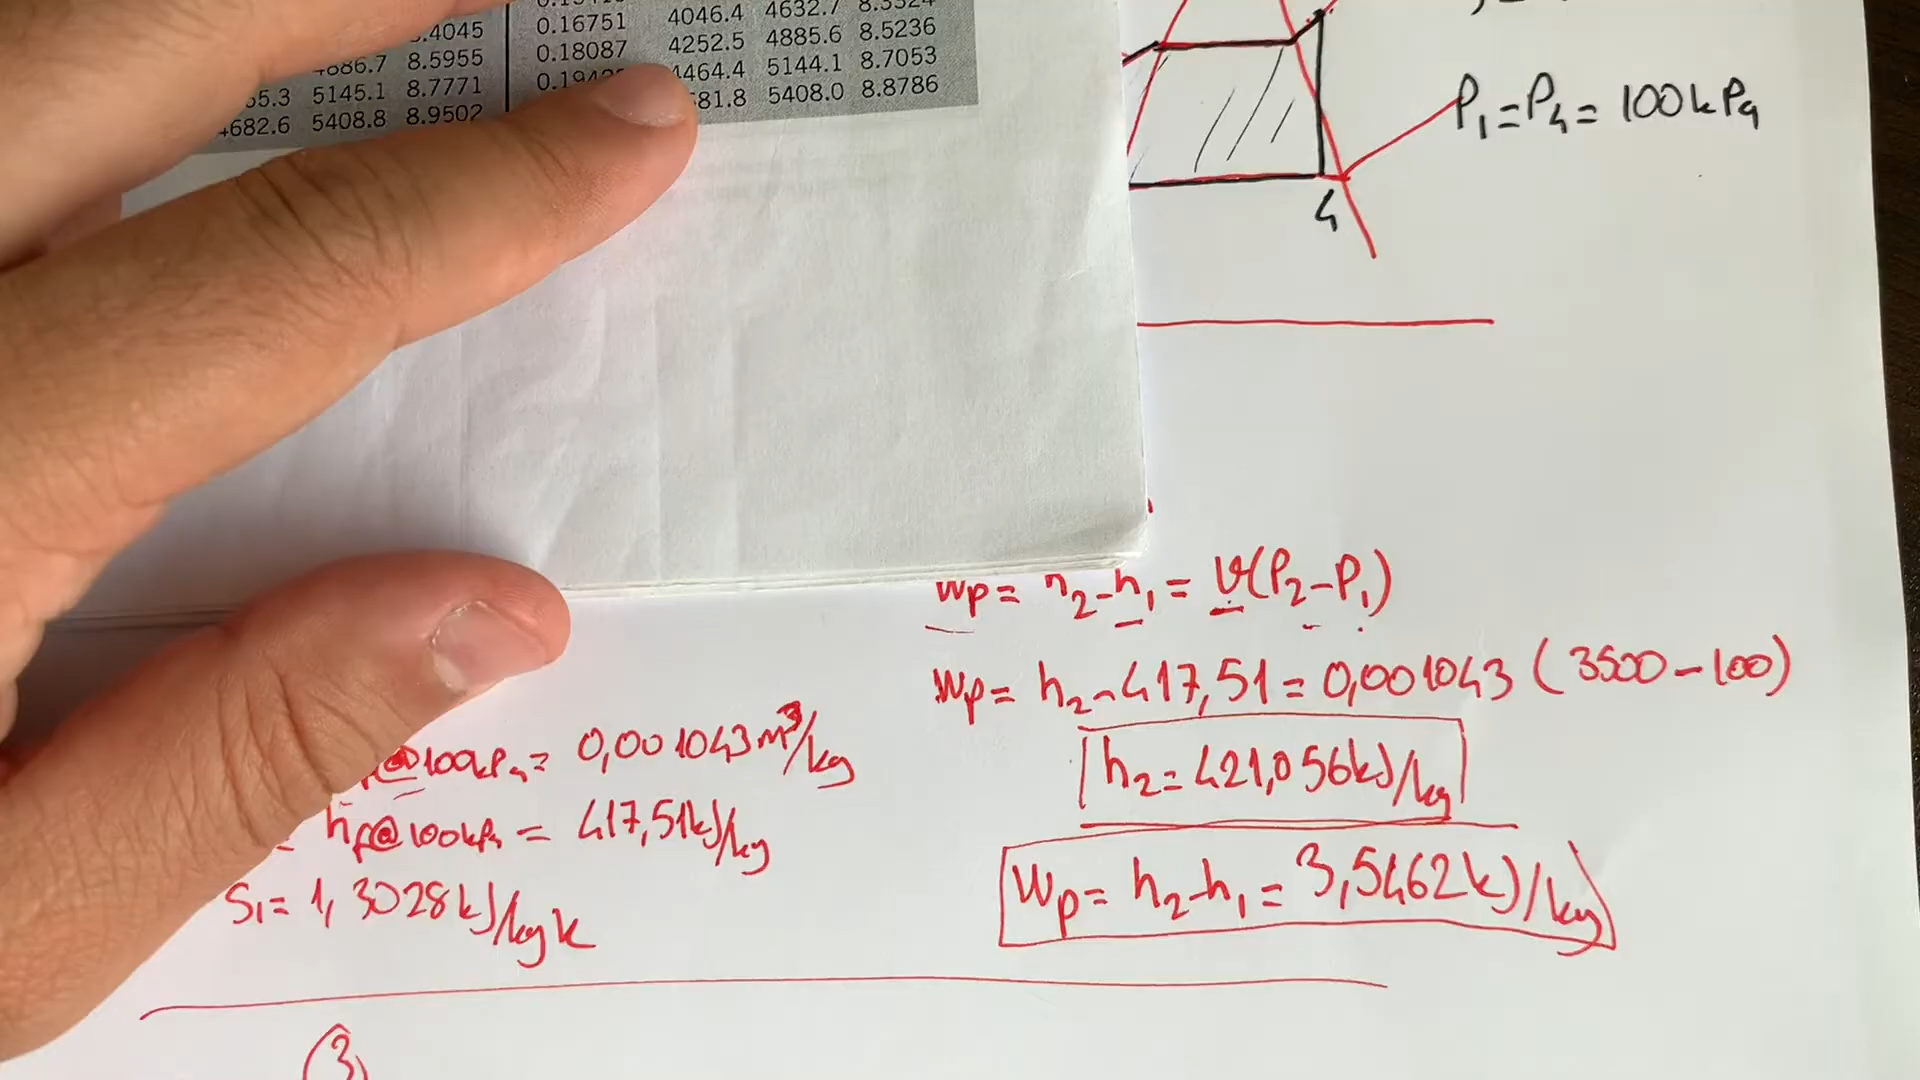 0.16751 4046.4 4632.7 8.3524
.4045 0.18087 4252.5 4885.6 8.5236
4886.7 8.5955 4464.4 5144.1 8.7053
5145.1 8.7771 5408.0 8.8786
5408.8 8.9502
P₁=P₄= 100kPa
4
wp= h₂-h₁= υ(P₂-P₁)
wp= h₂-417,51= 0,001043 (3500-100)
@100kPa= 0,001043m³/kg
h₂= 421,056kJ/kg
hf@100kPa = 417,51kJ/kg
wp= h₂-h₁= 3,5462kJ/kg
S₁= 1,3028kJ/kgK
3